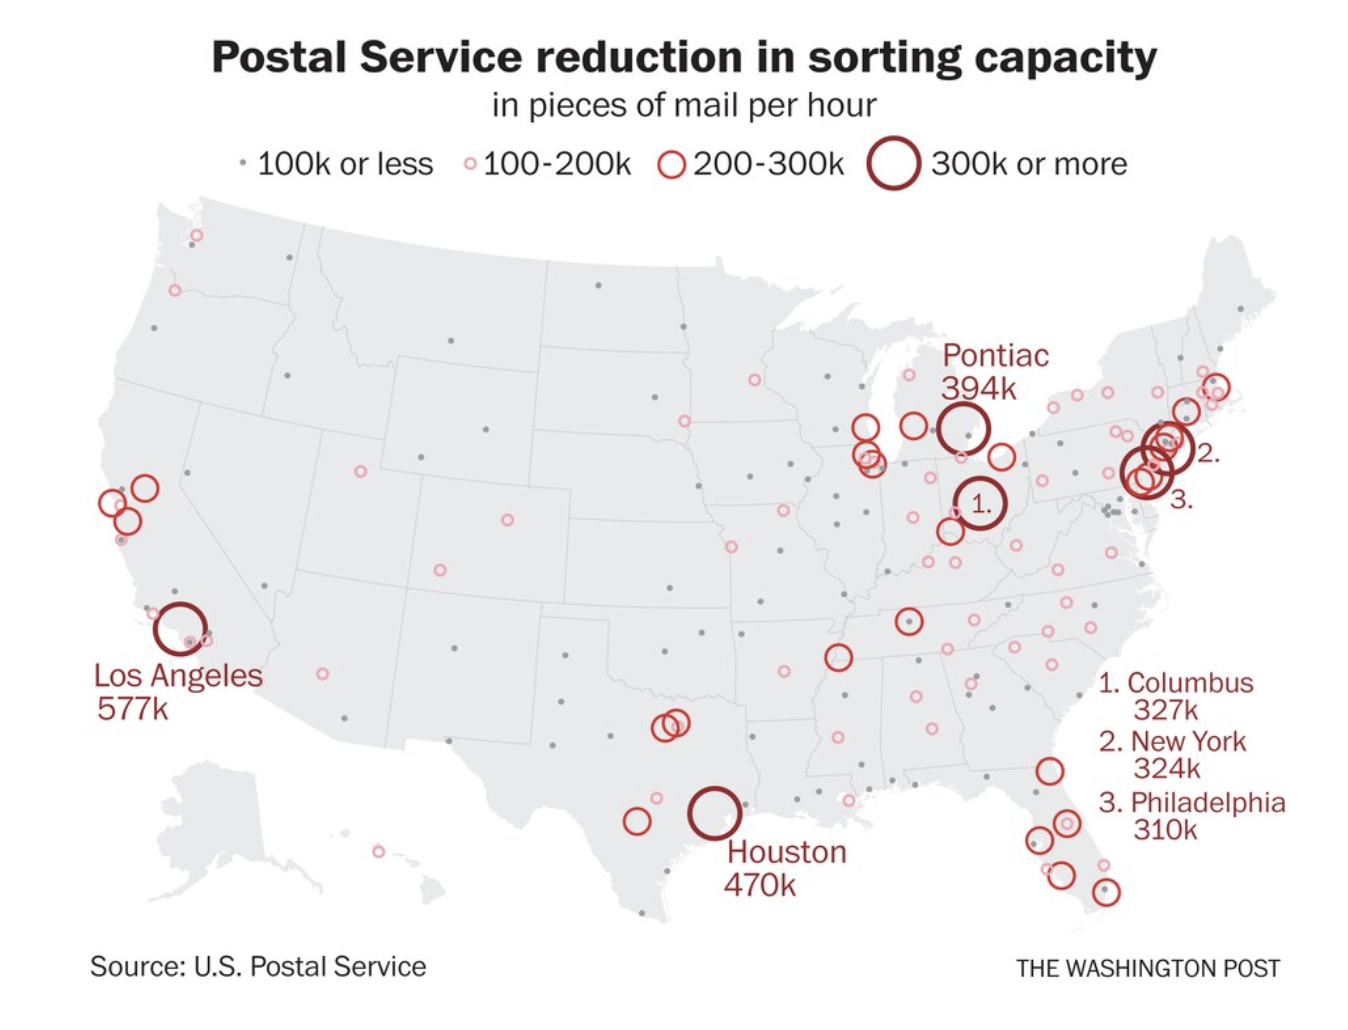 Postal Service reduction in sorting capacity
in pieces of mail per hour
100k or less 100-200k 200-300k 300k or more
Pontiac
394k
2.
1.
3.
Los Angeles
577k
1. Columbus
327k
2. New York
324k
3. Philadelphia
310k
Houston
470k
Source: U.S. Postal Service
THE WASHINGTON POST